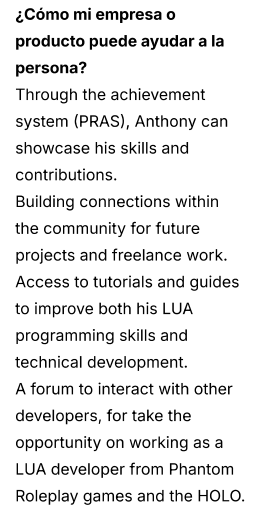 ¿Cómo mi empresa o
producto puede ayudar a la
persona?
Through the achievement
system (PRAS), Anthony can
showcase his skills and
contributions.
Building connections within
the community for future
projects and freelance work.
Access to tutorials and guides
to improve both his LUA
programming skills and
technical development.
A forum to interact with other
developers, for take the
opportunity on working as a
LUA developer from Phantom
Roleplay games and the HOLO.